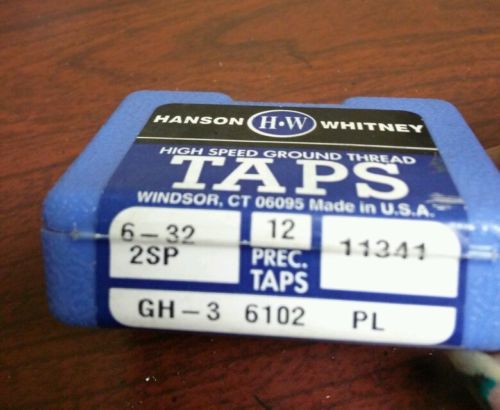 HANSON H•W WHITNEY
HIGH SPEED GROUND THREAD
TAPS
WINDSOR, CT 06095 Made in U.S.A.
6-32 12 11341
2SP PREC.
TAPS
GH-3 6102 PL